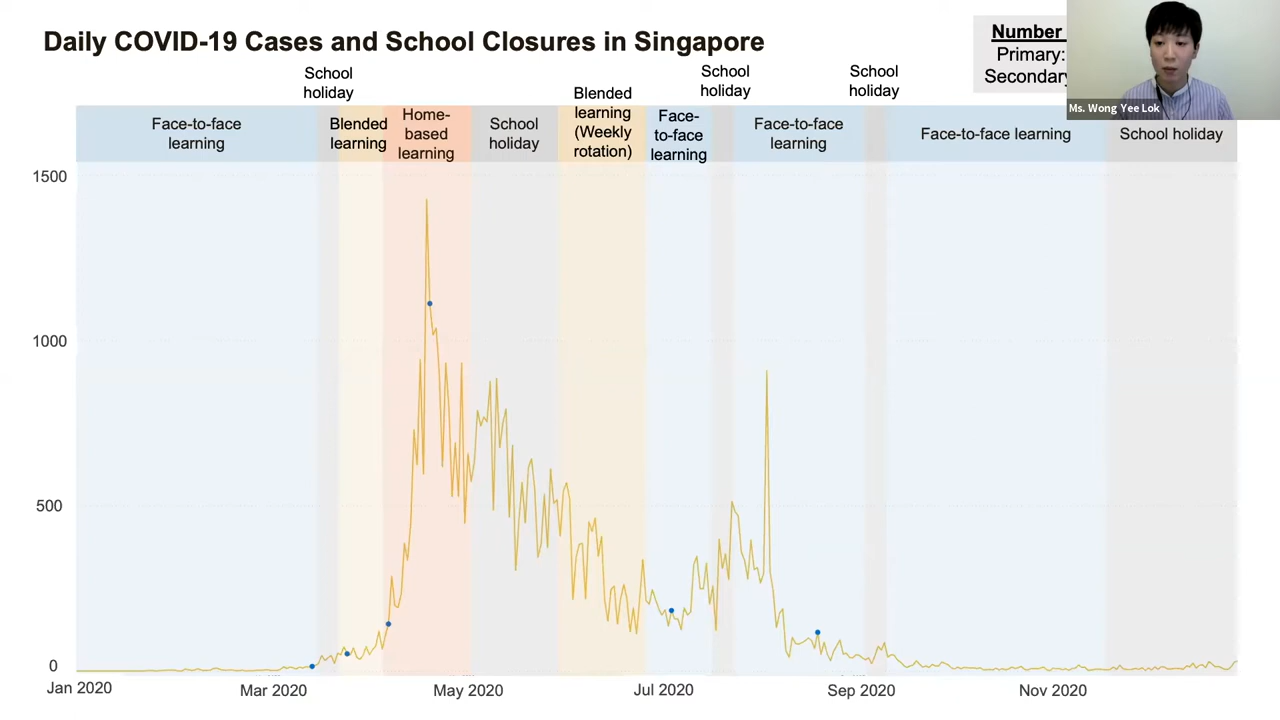 Daily COVID-19 Cases and School Closures in Singapore
Number
Primary:
Secondary
Ms. Wong Yee Lok
School
holiday
School
holiday
School
holiday
Face-to-face
learning
Blended
learning
Home-
based
learning
School
holiday
Blended
learning
(Weekly
rotation)
Face-
to-face
learning
Face-to-face
learning
Face-to-face learning
School holiday
1500
1000
500
0
Jan 2020
Mar 2020
May 2020
Jul 2020
Sep 2020
Nov 2020